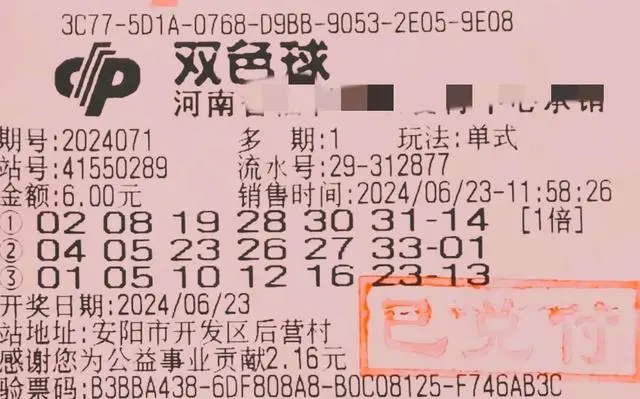 3C77-5D1A-0768-D9BB-9053-2E05-9E08
双色球
河南省 中心承销
期号:2024071 多 期:1 玩法:单式
站号:41550289 流水号:29-312877
金额:6.00元 销售时间:2024/06/23-11:58:26
① 02 08 19 28 30 31-14 [1倍]
② 04 05 23 26 27 33-01
③ 01 05 10 12 16 23-13
开奖日期:2024/06/23
已兑付
站地址:安阳市开发区后营村
感谢您为公益事业贡献2.16元
验票码:B3BBA438-6DF808A8-B0C08125-F746AB3C